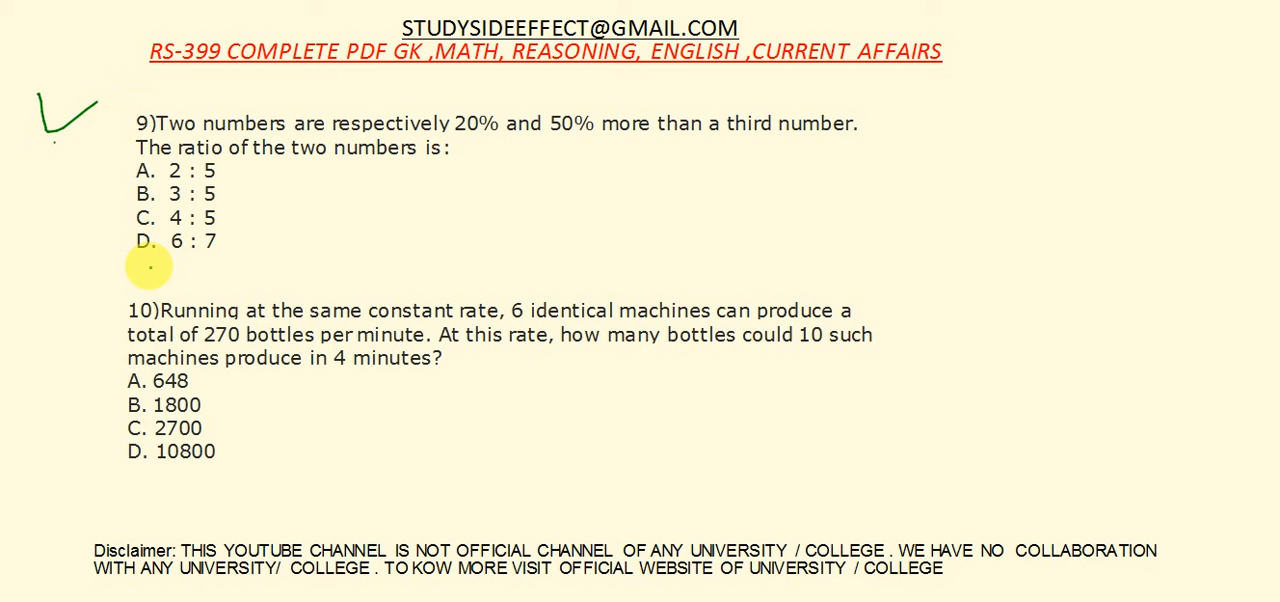 STUDYSIDEEFFECT@GMAIL.COM
RS-399 COMPLETE PDF GK ,MATH, REASONING, ENGLISH ,CURRENT AFFAIRS
9)Two numbers are respectively 20% and 50% more than a third number.
The ratio of the two numbers is:
A. 2 : 5
B. 3 : 5
C. 4 : 5
D. 6 : 7
10)Running at the same constant rate, 6 identical machines can produce a
total of 270 bottles per minute. At this rate, how many bottles could 10 such
machines produce in 4 minutes?
A. 648
B. 1800
C. 2700
D. 10800
Disclaimer: THIS YOUTUBE CHANNEL IS NOT OFFICIAL CHANNEL OF ANY UNIVERSITY / COLLEGE . WE HAVE NO COLLABORATION
WITH ANY UNIVERSITY/ COLLEGE . TO KOW MORE VISIT OFFICIAL WEBSITE OF UNIVERSITY / COLLEGE